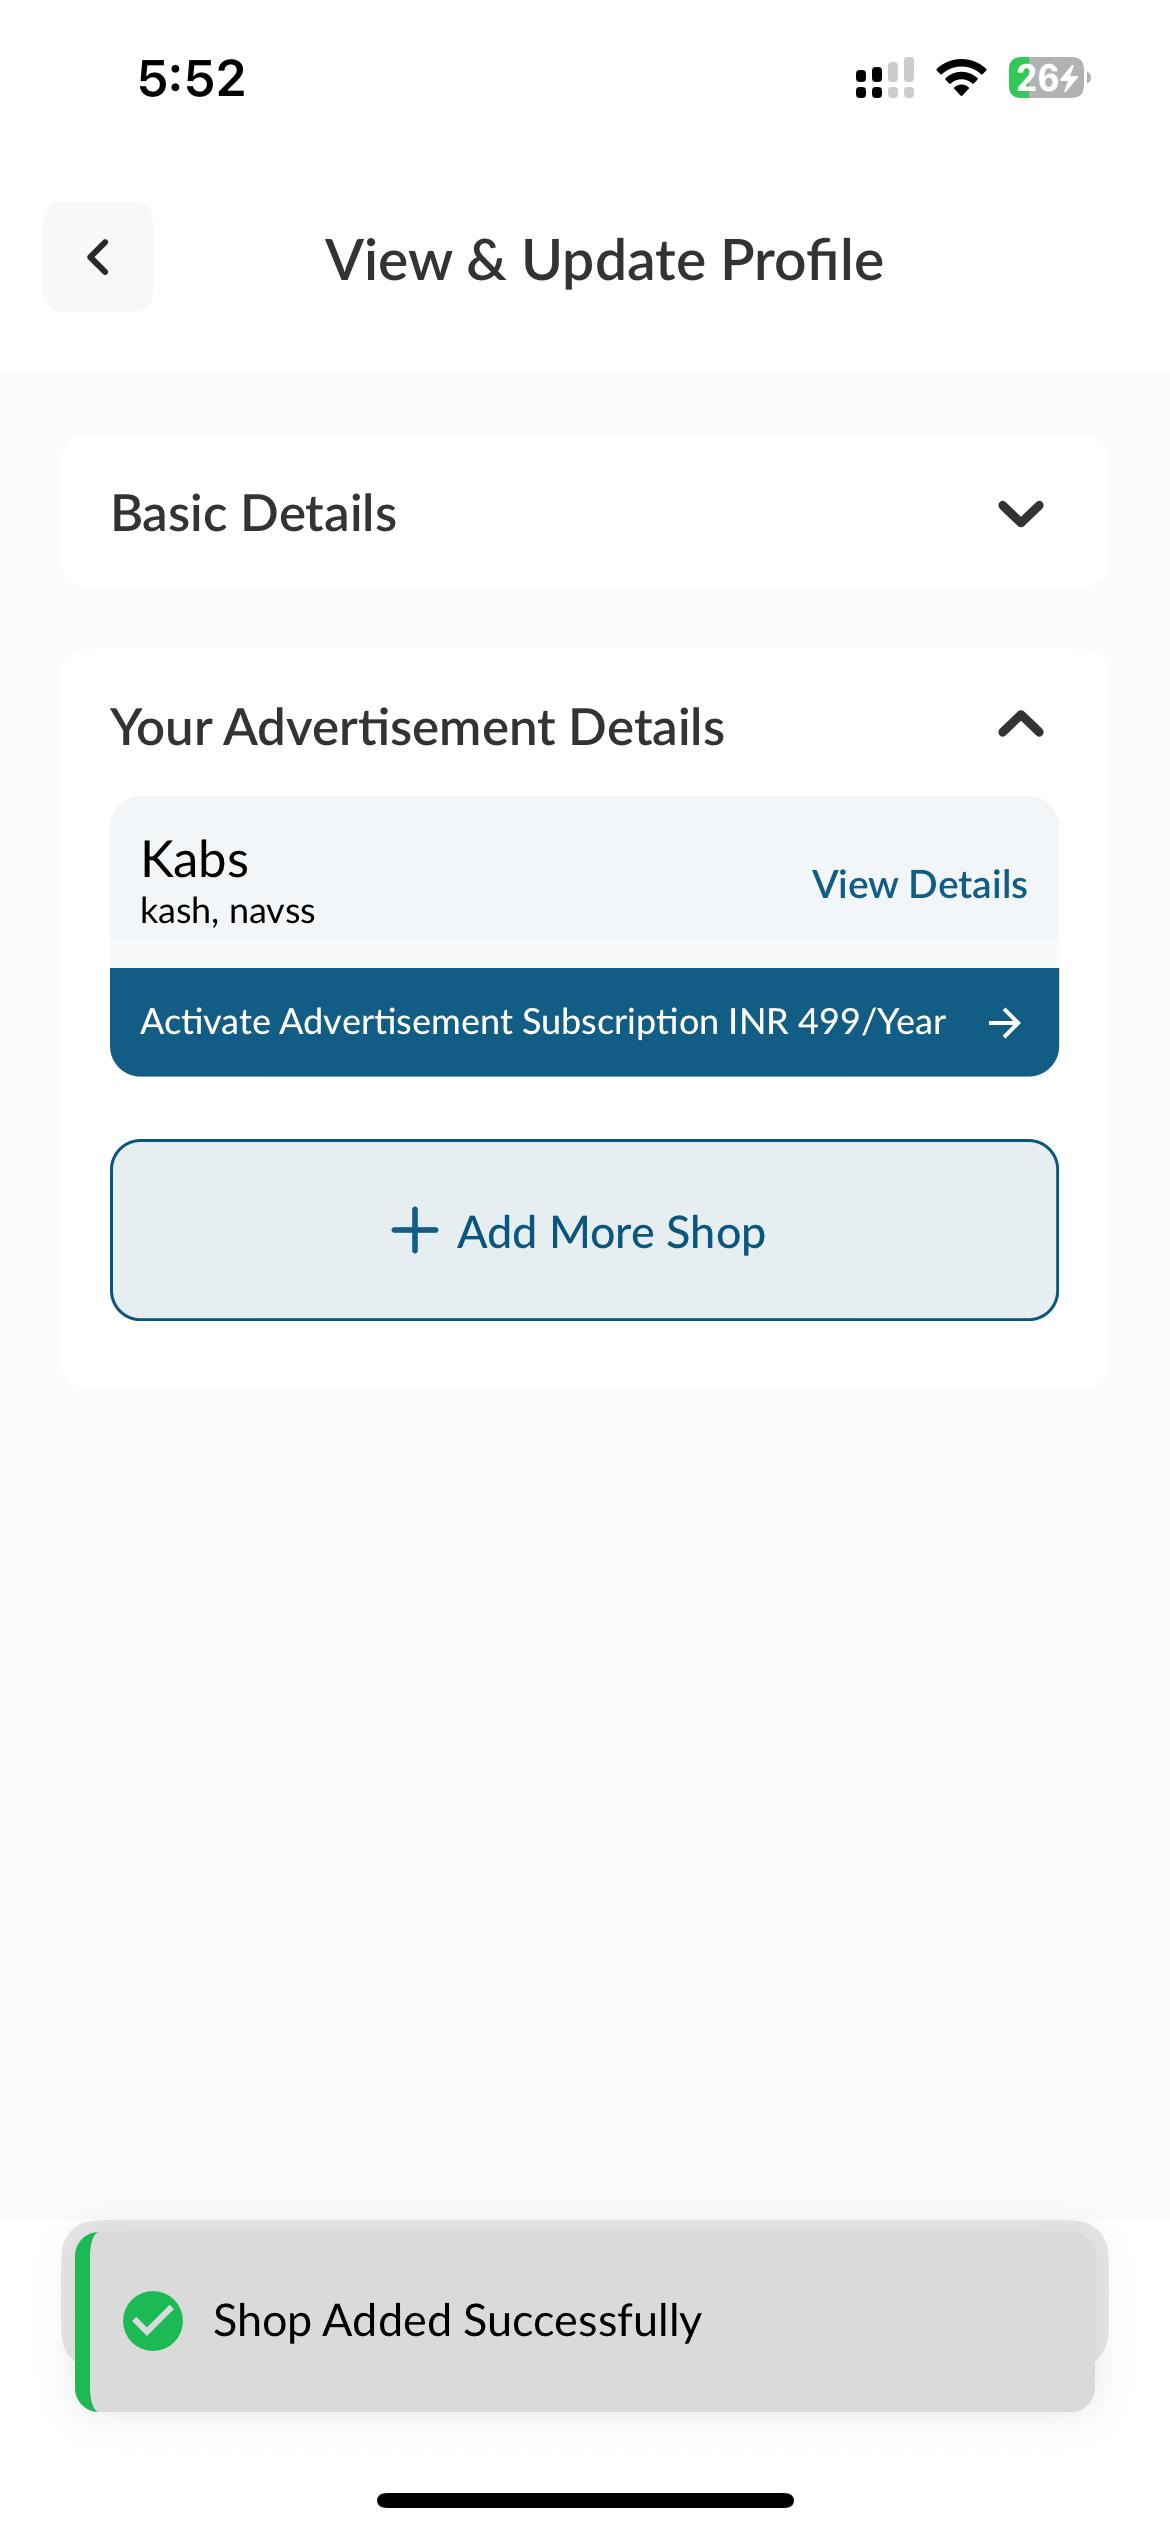 5:52
26
View & Update Profile
Basic Details
Your Advertisement Details
Kabs
kash, navss
View Details
Activate Advertisement Subscription INR 499/Year
Add More Shop
Shop Added Successfully